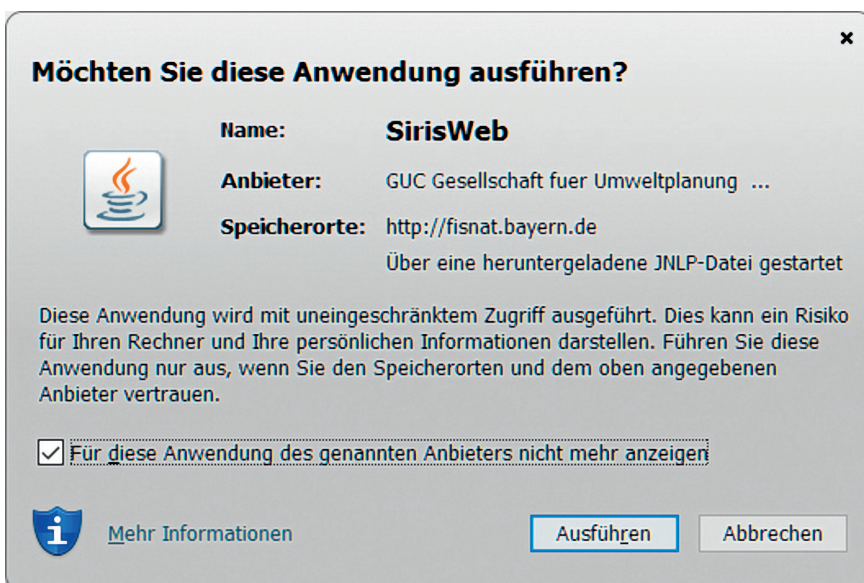 Möchten Sie diese Anwendung ausführen?
Name: SirisWeb
Anbieter: GUC Gesellschaft fuer Umweltplanung ...
Speicherorte: http://fisnat.bayern.de
Über eine heruntergeladene JNLP-Datei gestartet
Diese Anwendung wird mit uneingeschränktem Zugriff ausgeführt. Dies kann ein Risiko
für Ihren Rechner und Ihre persönlichen Informationen darstellen. Führen Sie diese
Anwendung nur aus, wenn Sie den Speicherorten und dem oben angegebenen
Anbieter vertrauen.
Für diese Anwendung des genannten Anbieters nicht mehr anzeigen
Mehr Informationen
Ausführen Abbrechen